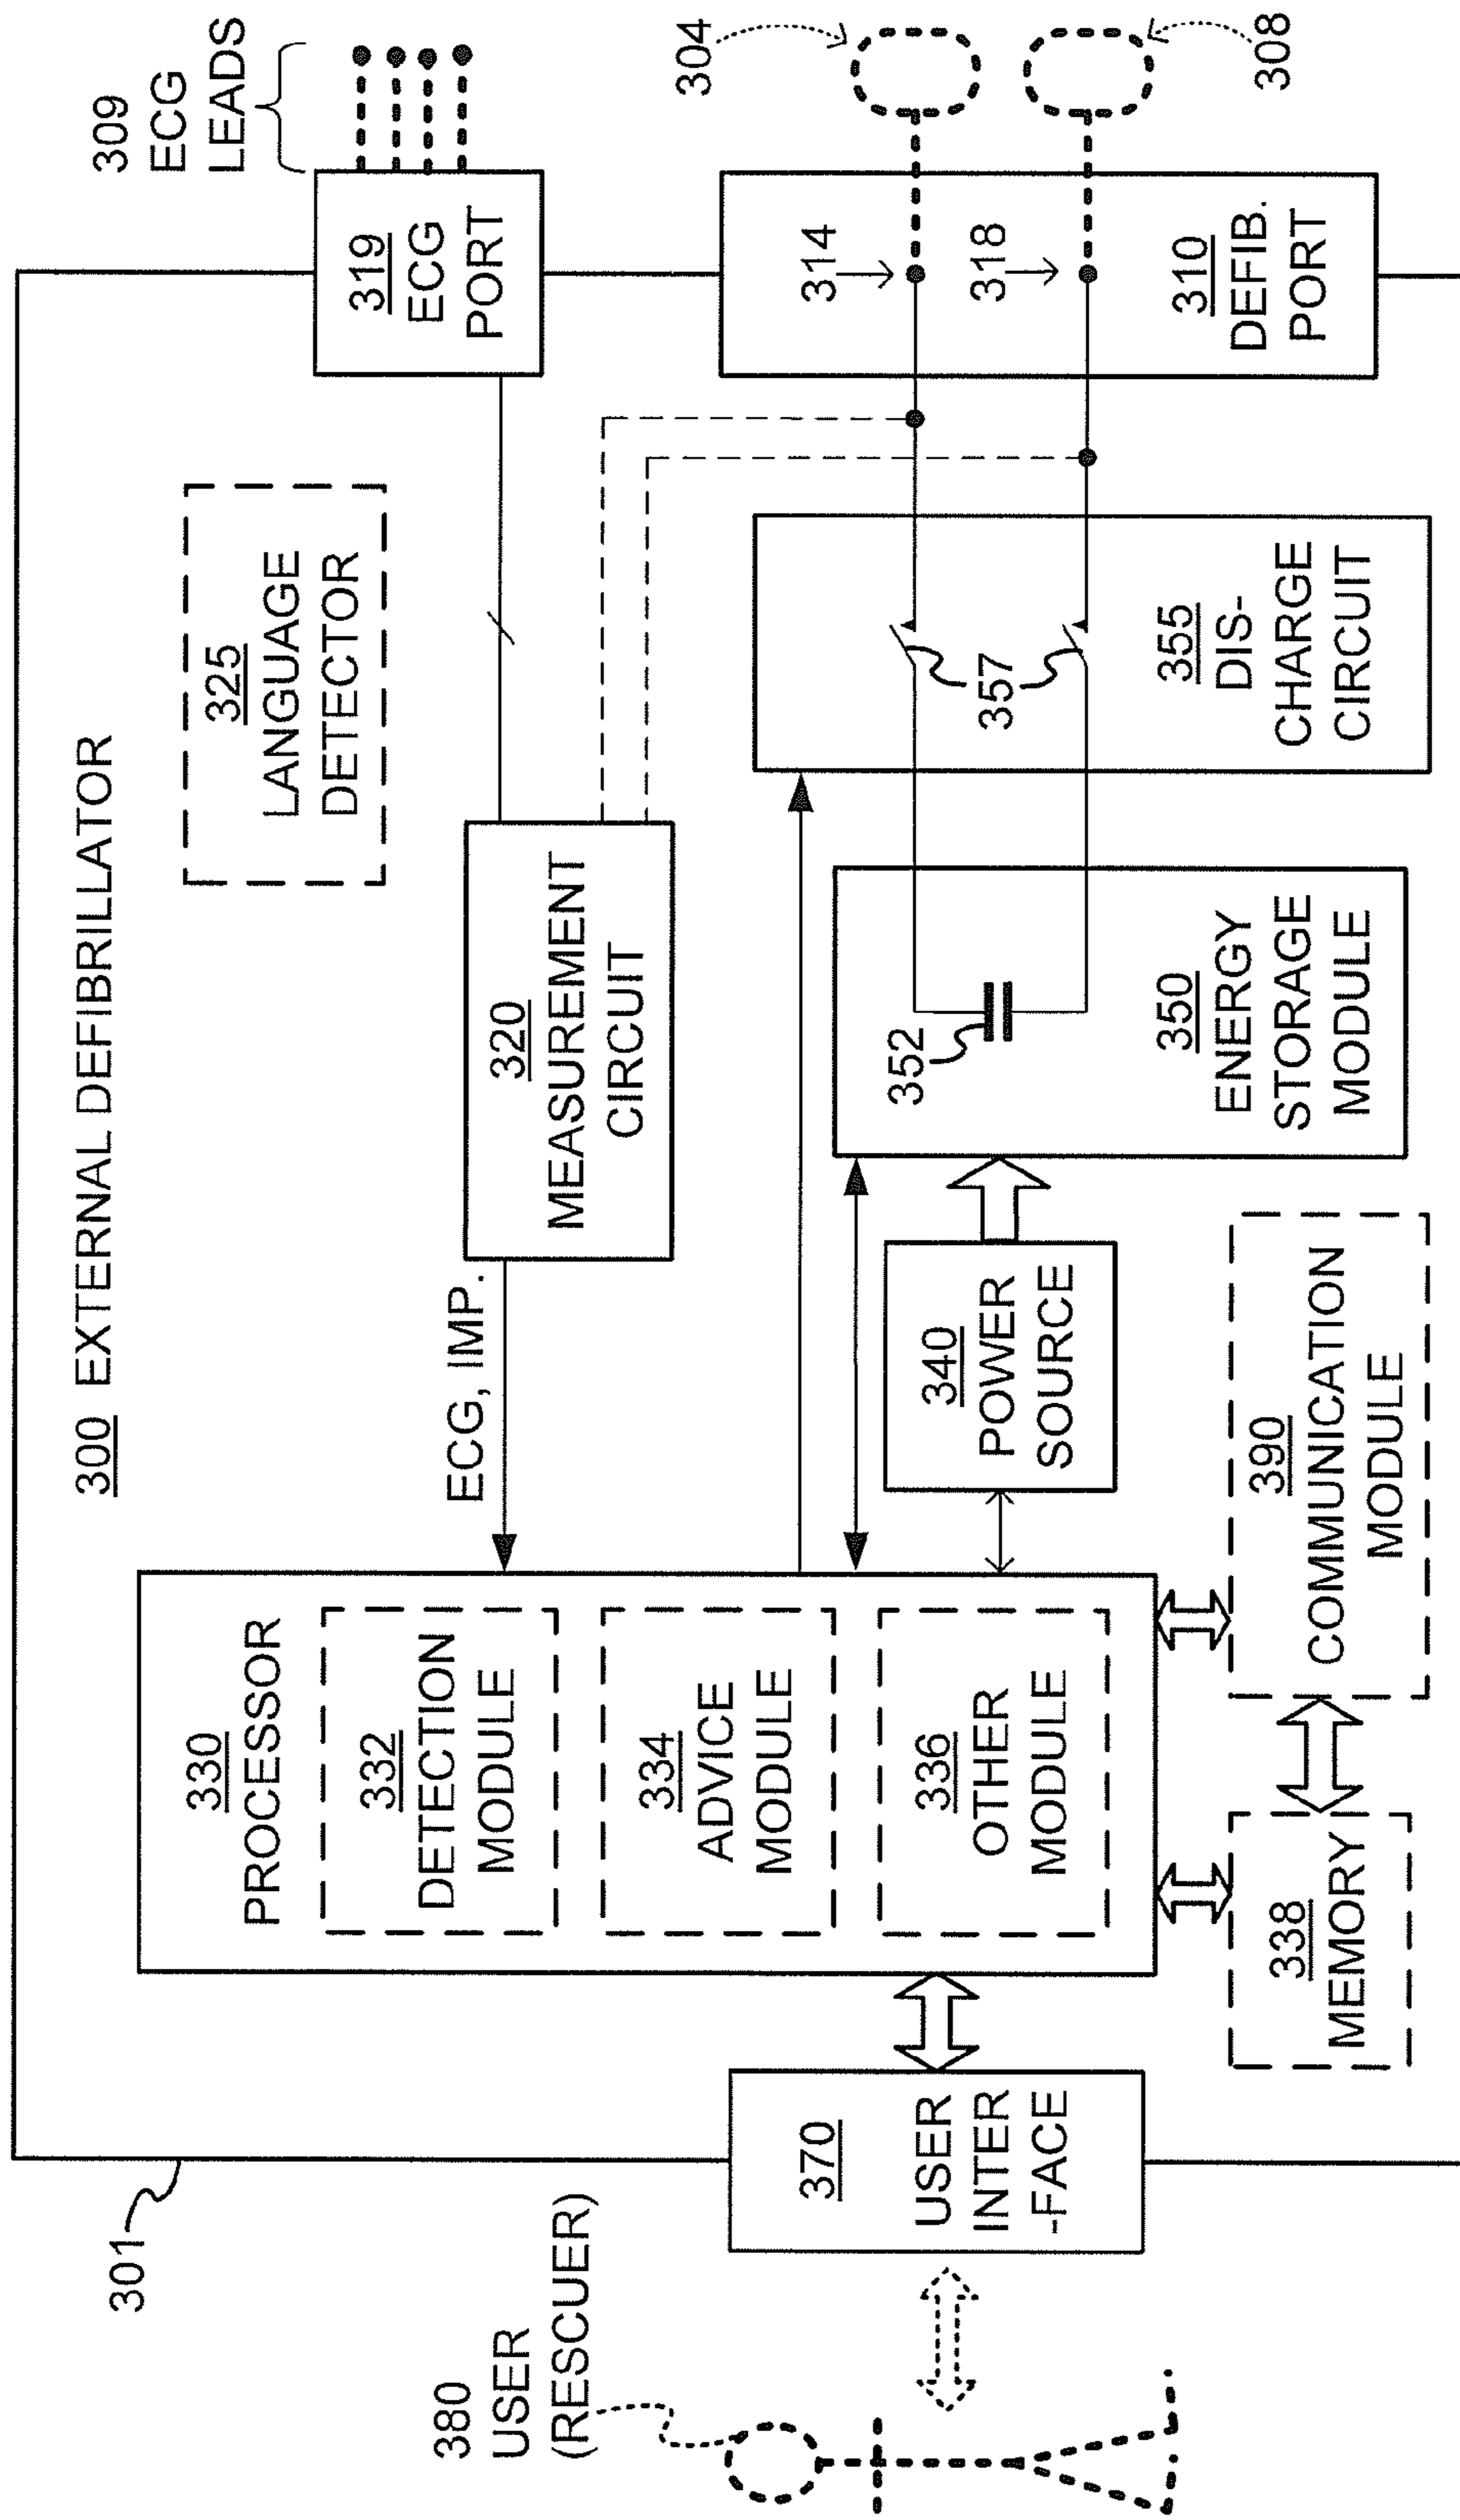 300 EXTERNAL DEFIBRILLATOR
301
380
USER
(RESCUER)
370
USER
INTER
-FACE
330
PROCESSOR
332
DETECTION
MODULE
334
ADVICE
MODULE
336
OTHER
MODULE
338
MEMORY
390
COMMUNICATION
MODULE
ECG, IMP.
320
MEASUREMENT
CIRCUIT
325
LANGUAGE
DETECTOR
340
POWER
SOURCE
352
350
ENERGY
STORAGE
MODULE
357
355
DIS-
CHARGE
CIRCUIT
309
ECG
LEADS
319
ECG
PORT
314
318
310
DEFIB.
PORT
304
308